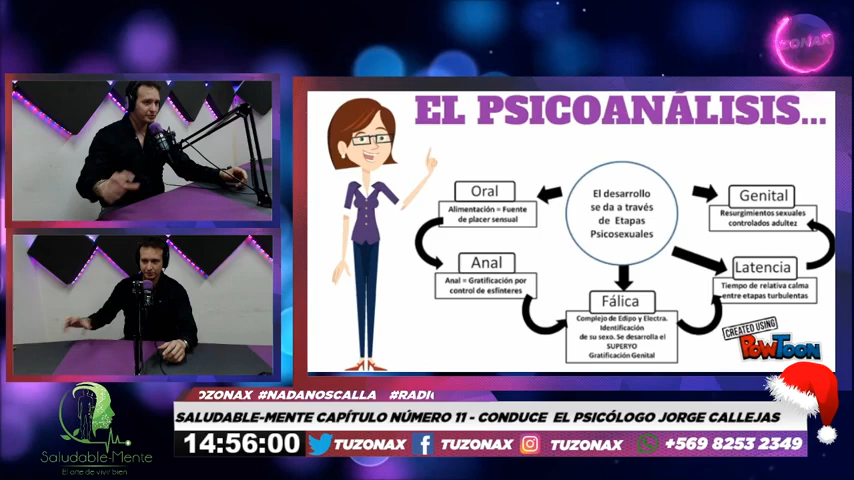 TUZONAX
EL PSICOANÁLISIS...
Oral
Alimentación = Fuente
de placer sensual
El desarrollo
se da a través
de Etapas
Psicosexuales
Genital
Resurgimientos sexuales
controlados adultez
Anal
Anal = Gratificación por
control de esfínteres
Latencia
Tiempo de relativa calma
entre etapas turbulentas
Fálica
Complejo de Edipo y Electra.
Identificación
de su sexo. Se desarrolla el
SUPERYO
Gratificación Genital
CREATED USING
POWTOON
OZONAX #NADANOSCALLA #RADIO
SALUDABLE-MENTE CAPÍTULO NÚMERO 11 - CONDUCE EL PSICÓLOGO JORGE CALLEJAS
14:56:00 TUZONAX TUZONAX TUZONAX +569 8253 2349
Saludable-Mente
El arte de vivir bien